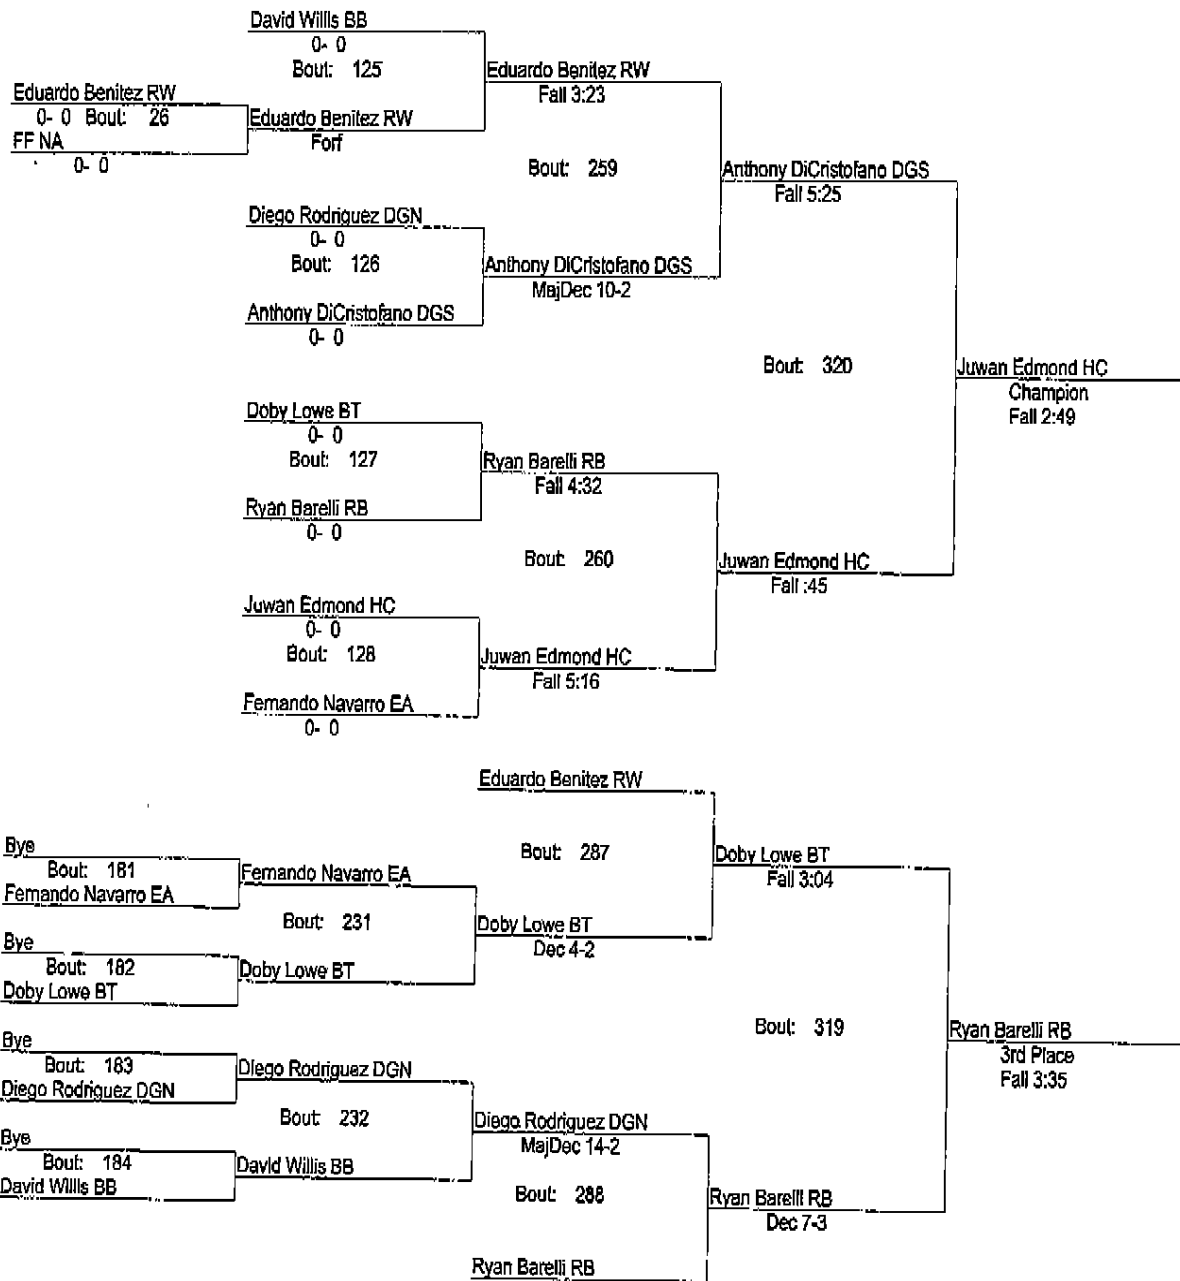 David Willis BB
0- 0
Bout: 125
Eduardo Benitez RW
Fall 3:23
Eduardo Benitez RW
0- 0 Bout: 26
Eduardo Benitez RW
Forf
FF NA
0- 0
Bout: 259
Anthony DiCristofano DGS
Fall 5:25
Diego Rodriguez DGN
0- 0
Bout: 126
Anthony DiCristofano DGS
MajDec 10-2
Anthony DiCristofano DGS
0- 0
Bout: 320
Juwan Edmond HC
Champion
Fall 2:49
Doby Lowe BT
0- 0
Bout: 127
Ryan Barelli RB
Fall 4:32
Ryan Barelli RB
0- 0
Bout: 260
Juwan Edmond HC
Fall :45
Juwan Edmond HC
0- 0
Bout: 128
Juwan Edmond HC
Fall 5:16
Fernando Navarro EA
0- 0
Eduardo Benitez RW
Bout: 287
Doby Lowe BT
Fall 3:04
Bye
Bout: 181
Fernando Navarro EA
Fernando Navarro EA
Bout: 231
Doby Lowe BT
Dec 4-2
Bye
Bout: 182
Doby Lowe BT
Doby Lowe BT
Bout: 319
Ryan Barelli RB
3rd Place
Fall 3:35
Bye
Bout: 183
Diego Rodriguez DGN
Diego Rodriguez DGN
Bout: 232
Diego Rodriguez DGN
MajDec 14-2
Bye
Bout: 184
David Willis BB
David Willis BB
Bout: 288
Ryan Barelli RB
Dec 7-3
Ryan Barelli RB